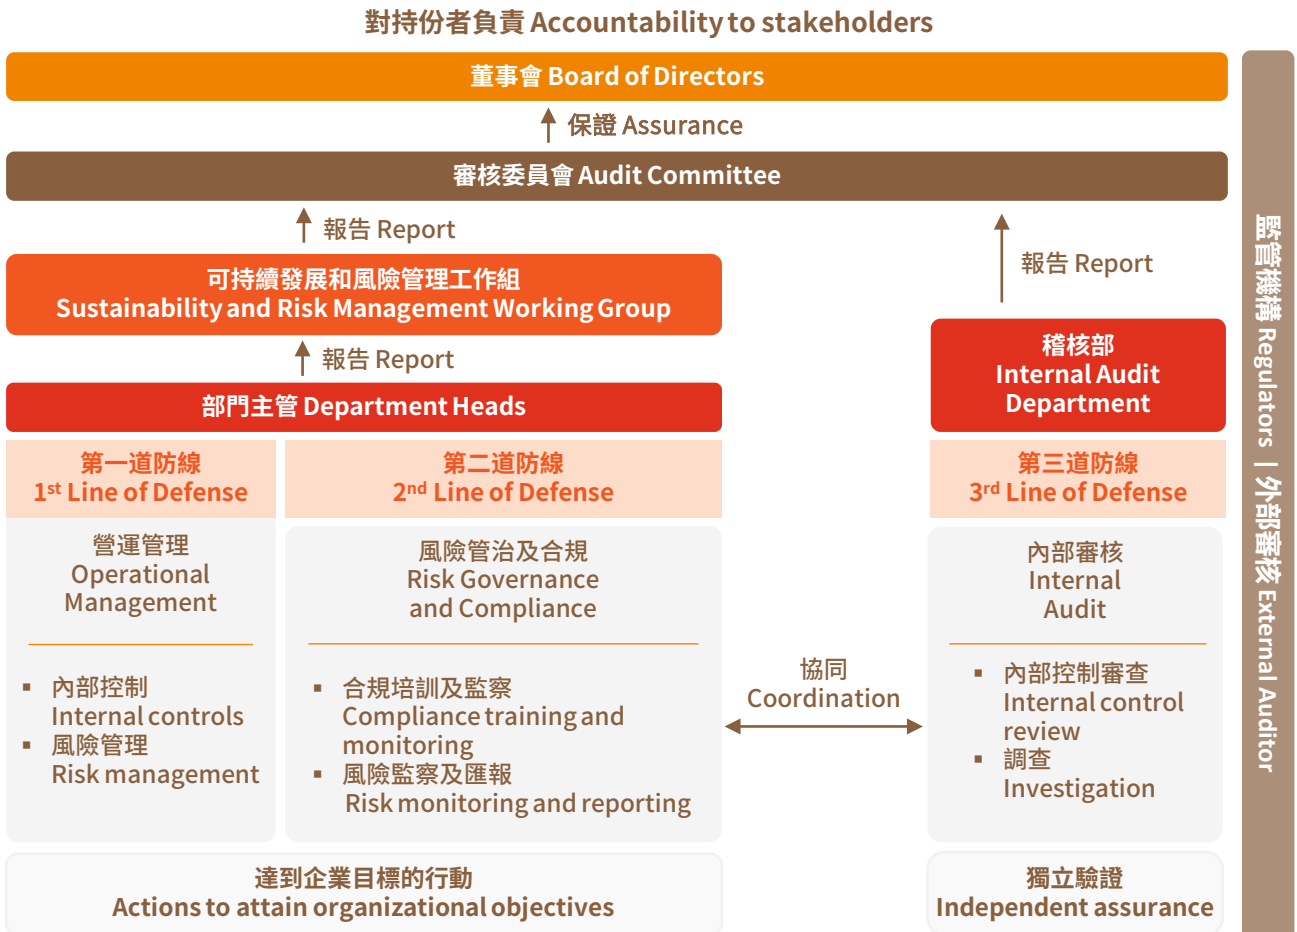 對持份者負責 Accountability to stakeholders
董事會 Board of Directors
保證 Assurance
審核委員會 Audit Committee
報告 Report
可持續發展和風險管理工作組
Sustainability and Risk Management Working Group
報告 Report
部門主管 Department Heads
第一道防線
1st Line of Defense
營運管理
Operational
Management
▪ 內部控制
Internal controls
▪ 風險管理
Risk management
第二道防線
2nd Line of Defense
風險管治及合規
Risk Governance
and Compliance
▪ 合規培訓及監察
Compliance training and
monitoring
▪ 風險監察及匯報
Risk monitoring and reporting
達到企業目標的行動
Actions to attain organizational objectives
協同
Coordination
報告 Report
稽核部
Internal Audit
Department
第三道防線
3rd Line of Defense
內部審核
Internal
Audit
▪ 內部控制審查
Internal control
review
▪ 調查
Investigation
獨立驗證
Independent assurance
監管機構 Regulators | 外部審核 External Auditor